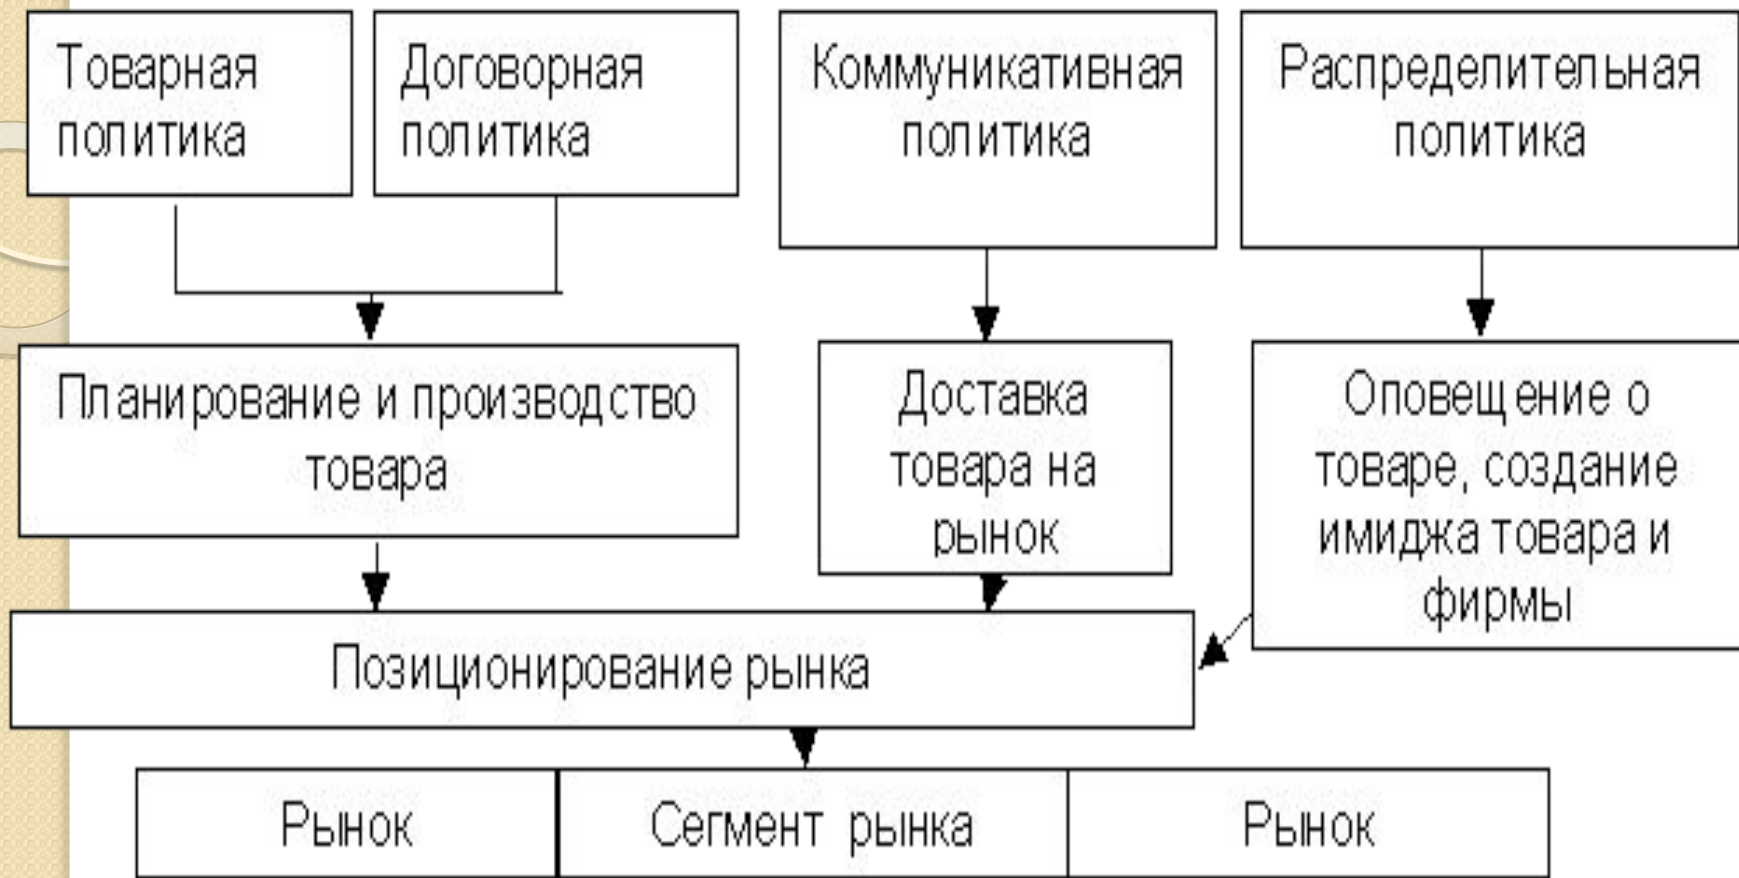 Товарная
политика
Договорная
политика
Коммуникативная
политика
Распределительная
политика
Планирование и производство
товара
Доставка
товара на
рынок
Оповещение о
товаре, создание
имиджа товара и
фирмы
Позиционирование рынка
Рынок
Сегмент рынка
Рынок